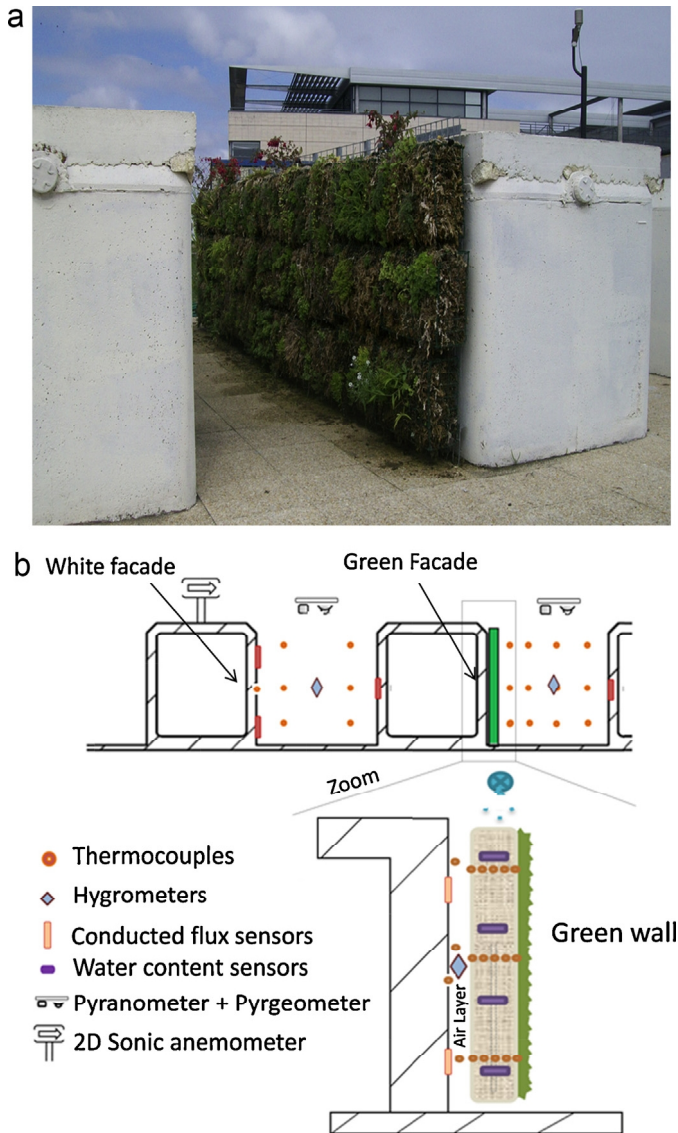 a
b
White facade
Green Facade
Zoom
Thermocouples
Hygrometers
Conducted flux sensors
Water content sensors
Pyranometer + Pyrgeometer
2D Sonic anemometer
Air Layer
Green wall